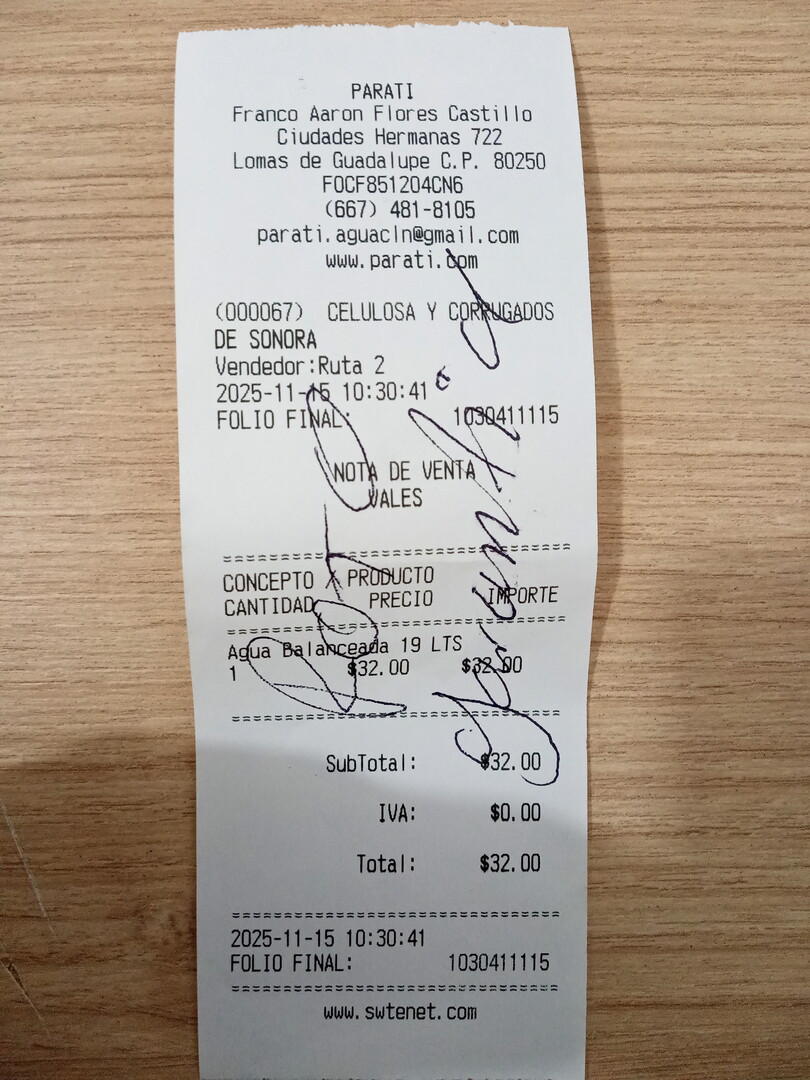 PARATI
Franco Aaron Flores Castillo
Ciudades Hermanas 722
Lomas de Guadalupe C.P. 80250
FOCF851204CN6
(667) 481-8105
parati.aguacln@gmail.com
www.parati.com
(000067) CELULOSA Y CORRUGADOS
DE SONORA
Vendedor:Ruta 2
2025-11-15 10:30:41
FOLIO FINAL: 1030411115
NOTA DE VENTA
VALES
CONCEPTO / PRODUCTO
CANTIDAD PRECIO IMPORTE
Agua Balanceada 19 LTS
1 $32.00 $32.00
SubTotal: $32.00
IVA: $0.00
Total: $32.00
2025-11-15 10:30:41
FOLIO FINAL: 1030411115
www.swtenet.com